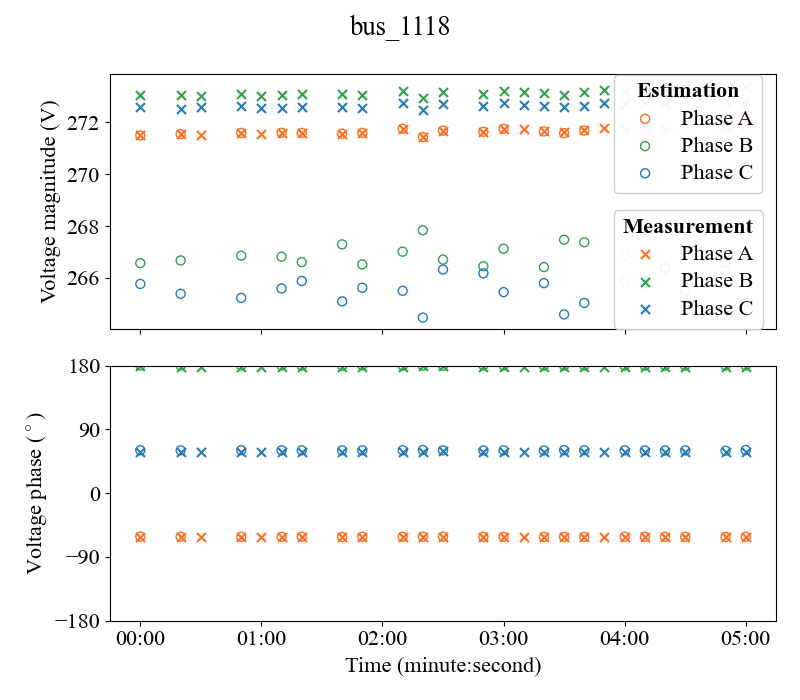 bus_1118
Voltage magnitude (V)
272
270
268
266
Estimation
Phase A
Phase B
Phase C
Measurement
Phase A
Phase B
Phase C
Voltage phase (°)
180
90
0
−90
−180
00:00 01:00 02:00 03:00 04:00 05:00
Time (minute:second)